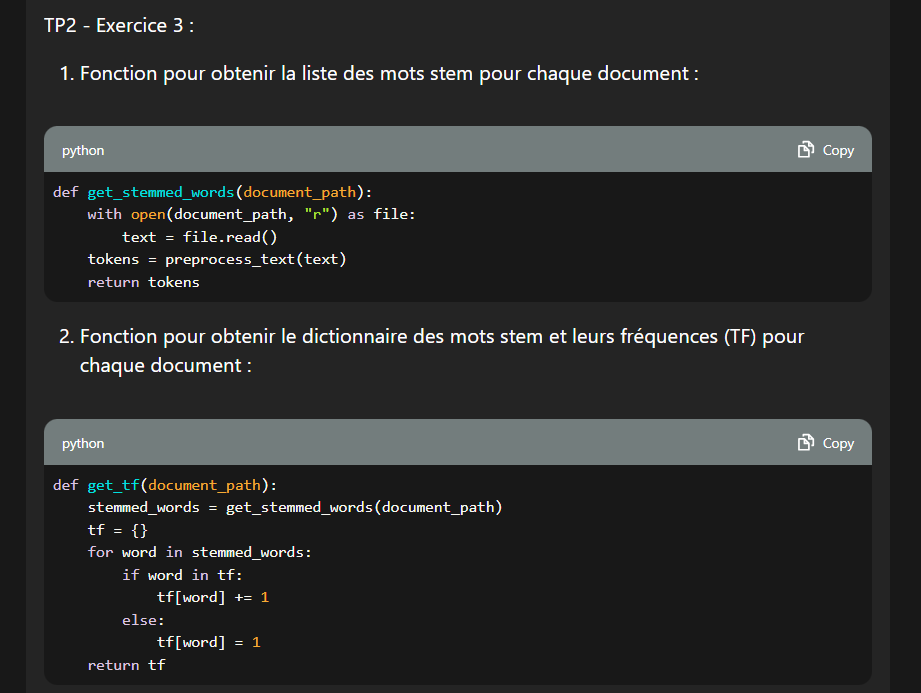 TP2 - Exercice 3 :
1. Fonction pour obtenir la liste des mots stem pour chaque document :
python
Copy
def get_stemmed_words(document_path):
    with open(document_path, "r") as file:
        text = file.read()
    tokens = preprocess_text(text)
    return tokens
2. Fonction pour obtenir le dictionnaire des mots stem et leurs fréquences (TF) pour
chaque document :
python
Copy
def get_tf(document_path):
    stemmed_words = get_stemmed_words(document_path)
    tf = {}
    for word in stemmed_words:
        if word in tf:
            tf[word] += 1
        else:
            tf[word] = 1
    return tf